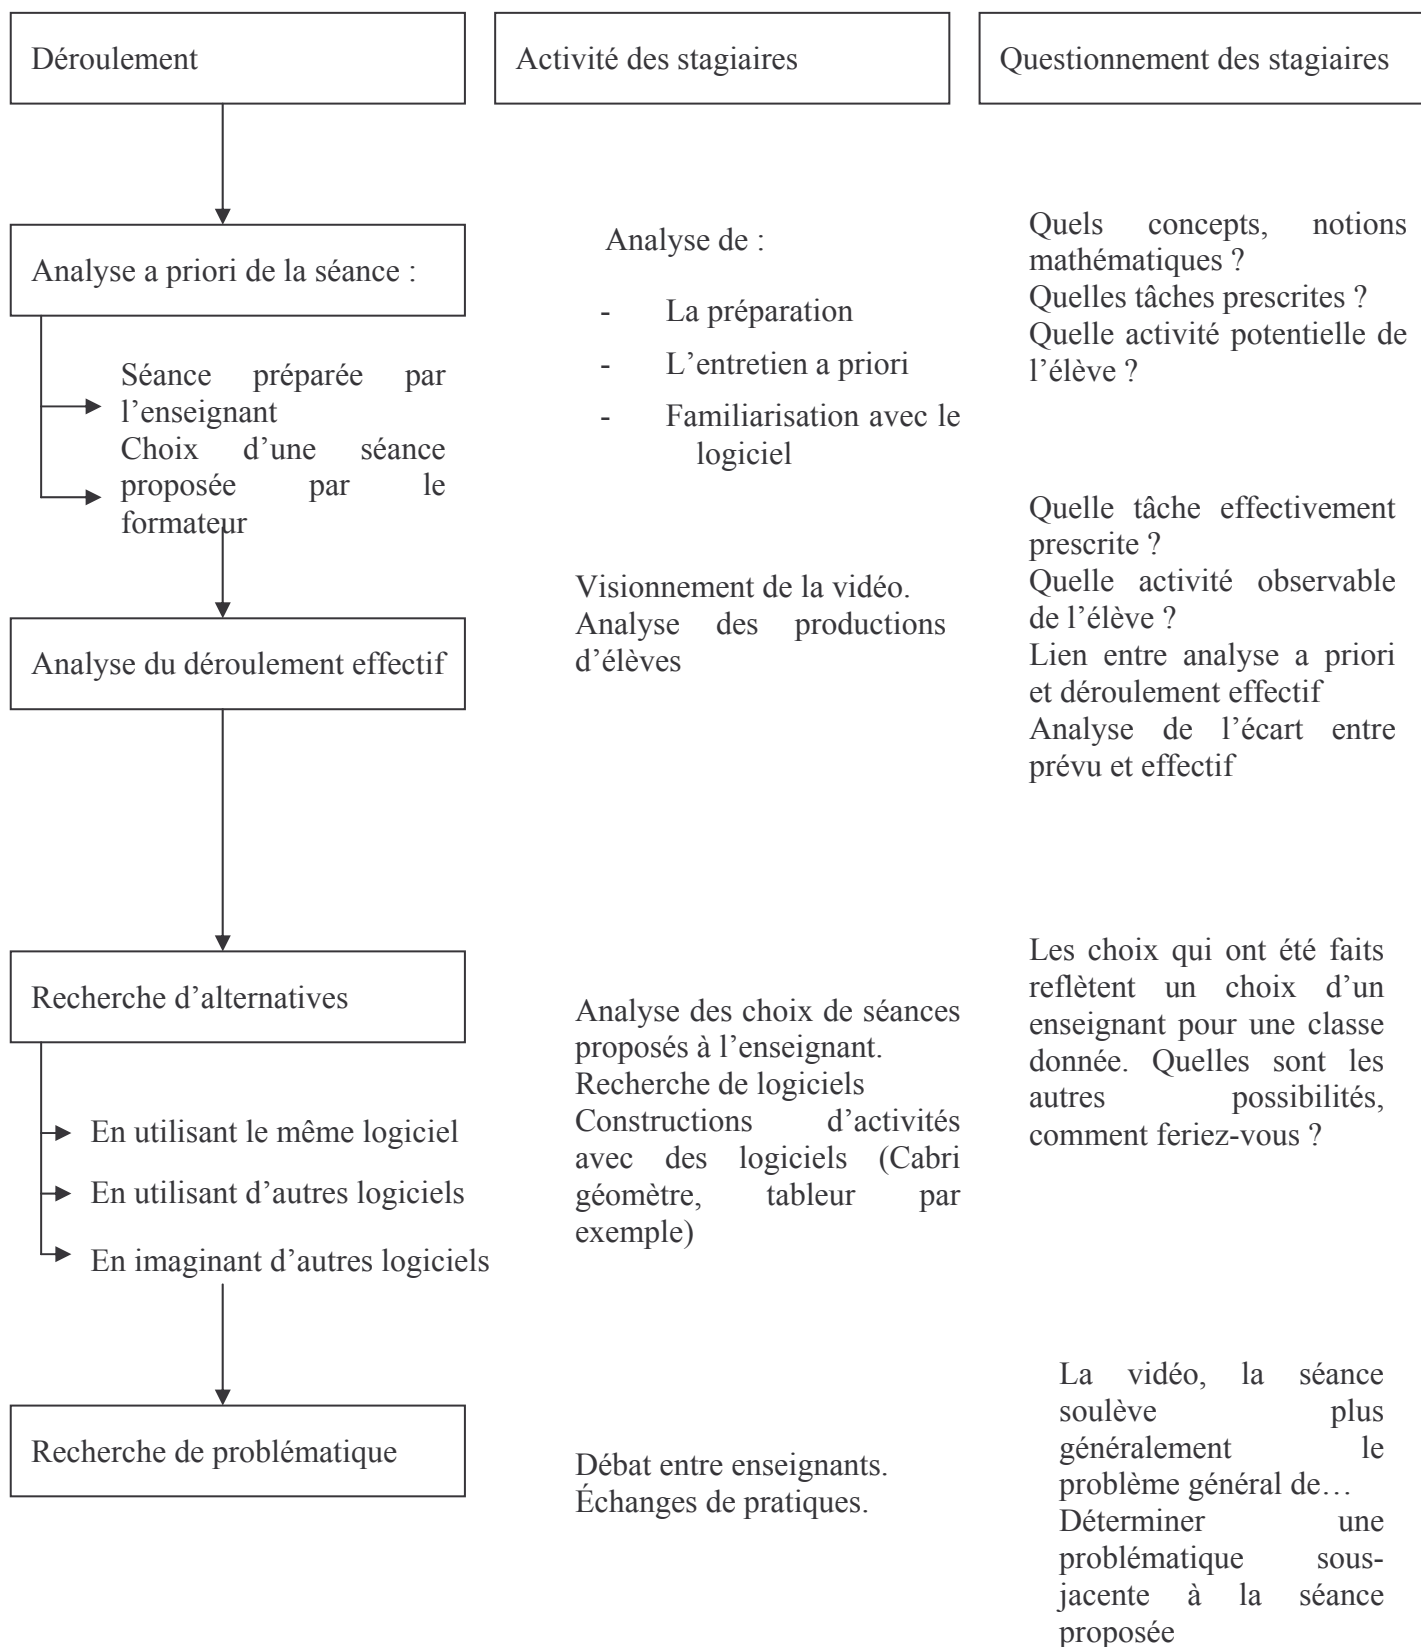 Déroulement
Activité des stagiaires
Questionnement des stagiaires
Analyse a priori de la séance :
Séance préparée par
l’enseignant
Choix d’une séance
proposée par le
formateur
Analyse de :
- La préparation
- L’entretien a priori
- Familiarisation avec le
logiciel
Quels concepts, notions
mathématiques ?
Quelles tâches prescrites ?
Quelle activité potentielle de
l’élève ?
Analyse du déroulement effectif
Visionnement de la vidéo.
Analyse des productions
d’élèves
Quelle tâche effectivement
prescrite ?
Quelle activité observable
de l’élève ?
Lien entre analyse a priori
et déroulement effectif
Analyse de l’écart entre
prévu et effectif
Recherche d’alternatives
En utilisant le même logiciel
En utilisant d’autres logiciels
En imaginant d’autres logiciels
Analyse des choix de séances
proposés à l’enseignant.
Recherche de logiciels
Constructions d’activités
avec des logiciels (Cabri
géomètre, tableur par
exemple)
Les choix qui ont été faits
reflètent un choix d’un
enseignant pour une classe
donnée. Quelles sont les
autres possibilités,
comment feriez-vous ?
Recherche de problématique
Débat entre enseignants.
Échanges de pratiques.
La vidéo, la séance
soulève plus
généralement le
problème général de…
Déterminer une
problématique sous-
jacente à la séance
proposée